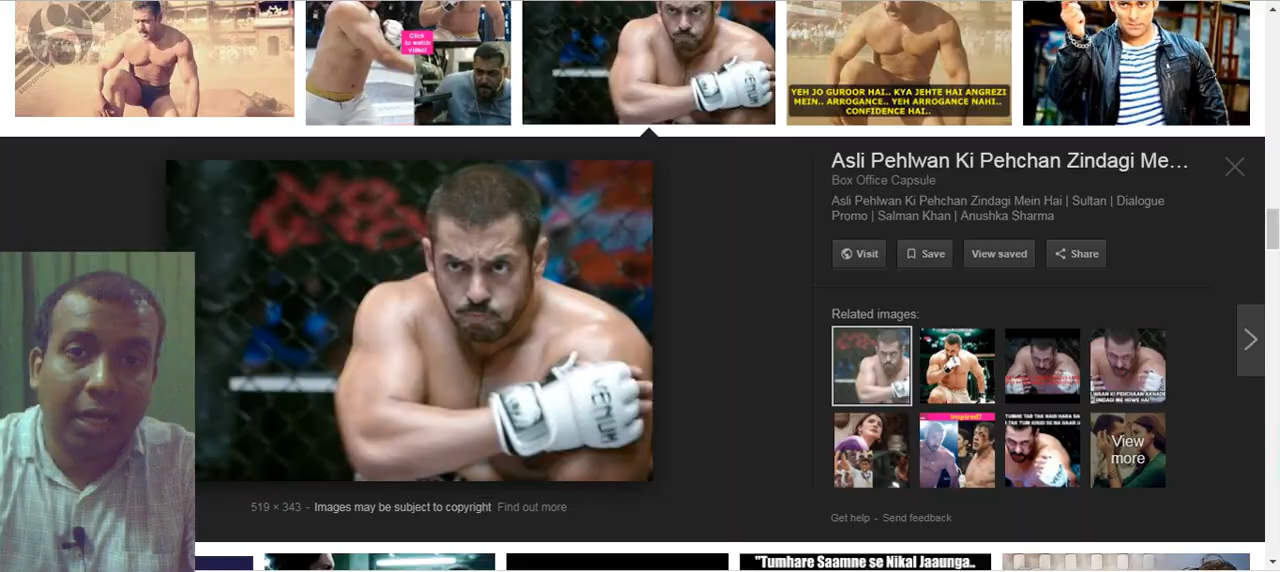 Click
to watch
video!
YEH JO GUROOR HAI.. KYA JEHTE HAI ANGREZI
MEIN.. ARROGANCE.. YEH ARROGANCE NAHI..
CONFIDENCE HAI..
VENUM
Asli Pehlwan Ki Pehchan Zindagi Me…
Box Office Capsule
Asli Pehlwan Ki Pehchan Zindagi Mein Hai | Sultan | Dialogue
Promo | Salman Khan | Anushka Sharma
Visit
Save
View saved
Share
Related images:
Inspired?
View
more
VENUM
519 × 343 - Images may be subject to copyright Find out more
Get help - Send feedback
"Tumhare Saamne se Nikal Jaaunga..